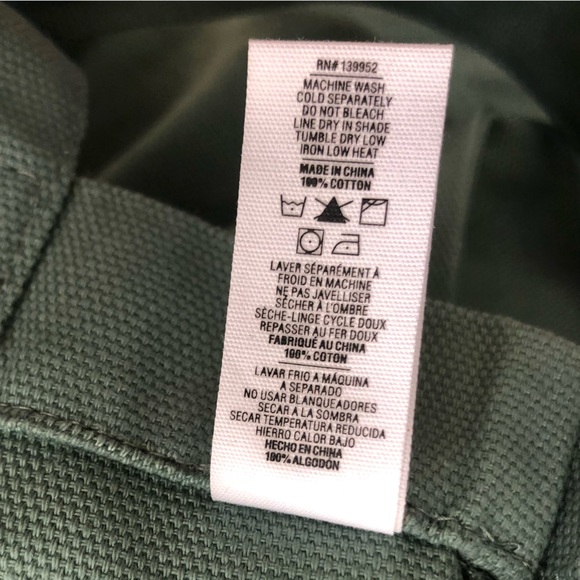 RN# 139952
MACHINE WASH
COLD SEPARATELY
DO NOT BLEACH
LINE DRY IN SHADE
TUMBLE DRY LOW
IRON LOW HEAT
MADE IN CHINA
100% COTTON
LAVER SÉPARÉMENT À
FROID EN MACHINE
NE PAS JAVELLISER
SÉCHER À L'OMBRE
SÈCHE-LINGE CYCLE DOUX
REPASSER AU FER DOUX
FABRIQUÉ AU CHINA
100% COTON
LAVAR FRIO A MÁQUINA
A SEPARADO
NO USAR BLANQUEADORES
SECAR A LA SOMBRA
SECAR TEMPERATURA REDUCIDA
HIERRO CALOR BAJO
HECHO EN CHINA
100% ALGODÓN